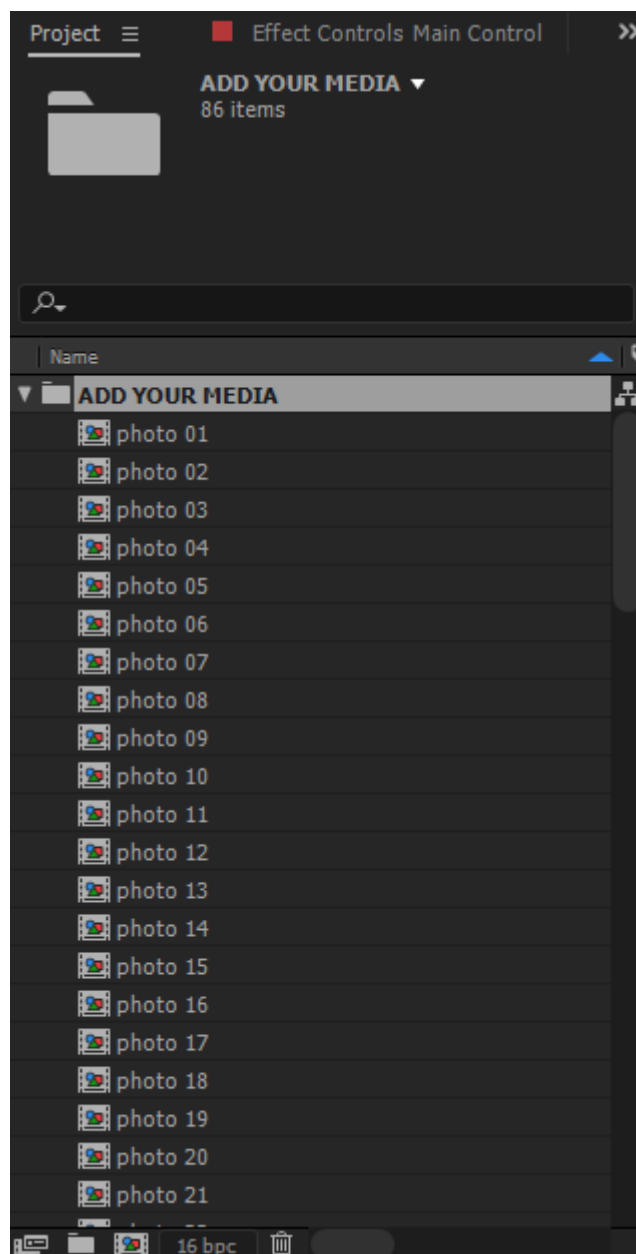 Project
Effect Controls Main Control
ADD YOUR MEDIA
86 items
Name
ADD YOUR MEDIA
photo 01
photo 02
photo 03
photo 04
photo 05
photo 06
photo 07
photo 08
photo 09
photo 10
photo 11
photo 12
photo 13
photo 14
photo 15
photo 16
photo 17
photo 18
photo 19
photo 20
photo 21
16 bpc